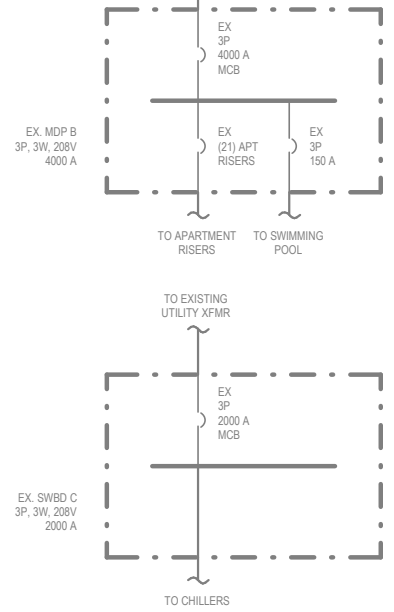 EX
3P
4000 A
MCB
EX. MDP B
3P, 3W, 208V
4000 A
EX
(21) APT
RISERS
EX
3P
150 A
TO APARTMENT
RISERS
TO SWIMMING
POOL
TO EXISTING
UTILITY XFMR
EX
3P
2000 A
MCB
EX. SWBD C
3P, 3W, 208V
2000 A
TO CHILLERS